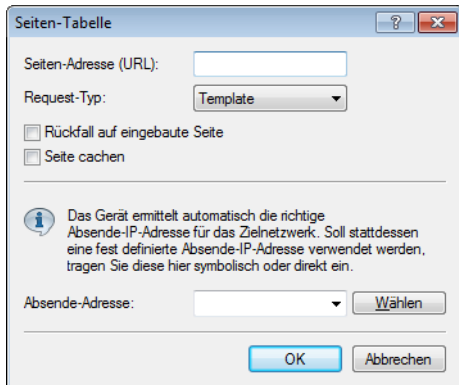 Seiten-Tabelle
?
Seiten-Adresse (URL):
Request-Typ: Template
Rückfall auf eingebaute Seite
Seite cachen
Das Gerät ermittelt automatisch die richtige
Absende-IP-Adresse für das Zielnetzwerk. Soll stattdessen
eine fest definierte Absende-IP-Adresse verwendet werden,
tragen Sie diese hier symbolisch oder direkt ein.
Absende-Adresse: Wählen
OK Abbrechen